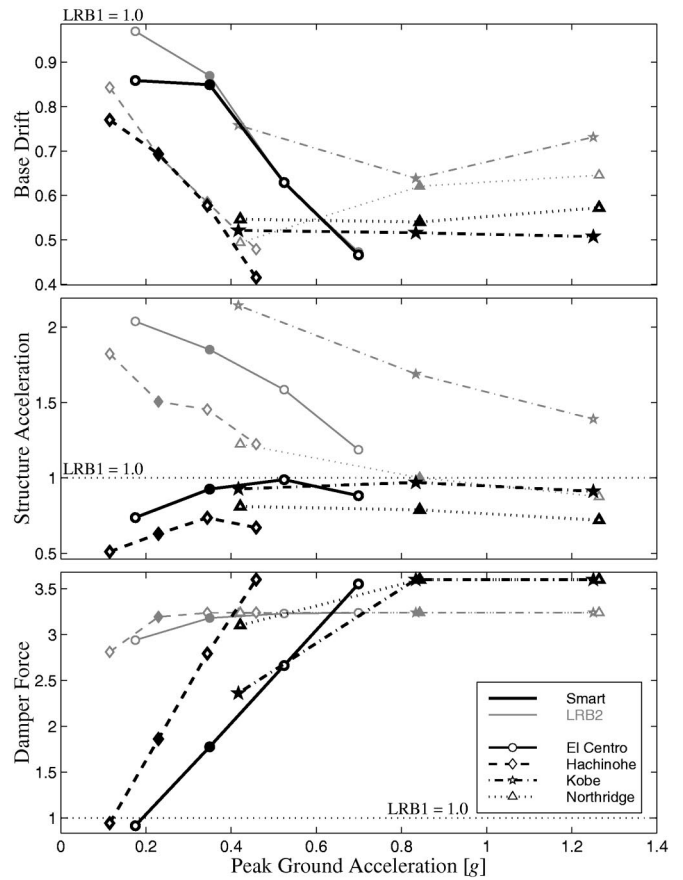 LRB1 = 1.0
0.9
0.8
0.7
0.6
0.5
0.4
Base Drift
2
1.5
1
0.5
Structure Acceleration
LRB1 = 1.0
3.5
3
2.5
2
1.5
1
Damper Force
Smart
LRB2
El Centro
Hachinohe
Kobe
Northridge
LRB1 = 1.0
0 0.2 0.4 0.6 0.8 1 1.2 1.4
Peak Ground Acceleration [g]